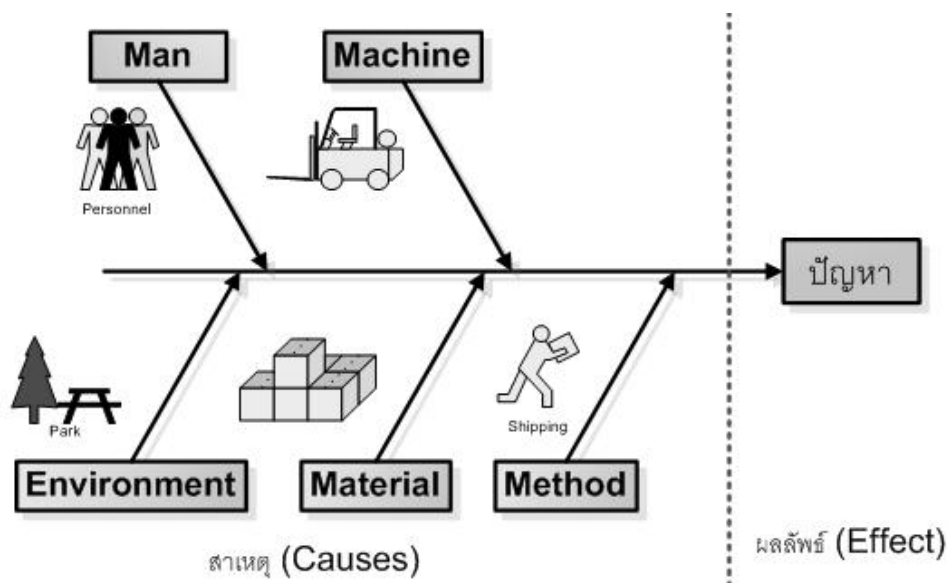 Man
Machine
Personnel
ปัญหา
Park
Shipping
Environment
Material
Method
สาเหตุ (Causes)
ผลลัพธ์ (Effect)